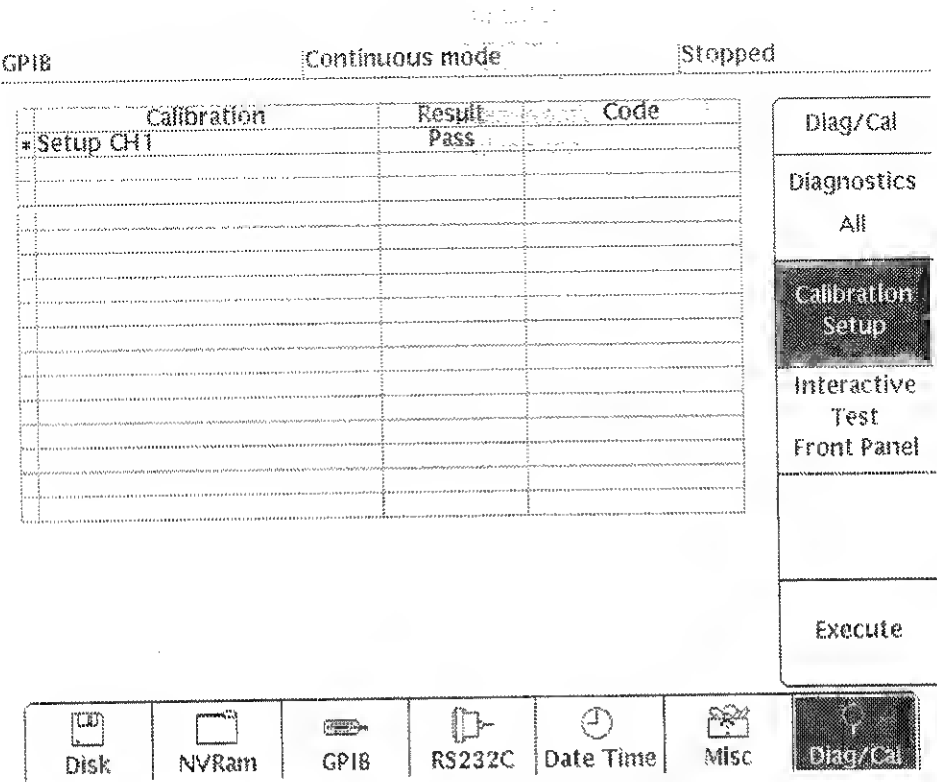 GPIB Continuous mode Stopped
Calibration Result Code
* Setup CH1 Pass
Diag/Cal
Diagnostics
All
Calibration
Setup
Interactive
Test
Front Panel
Execute
Disk NVRam GPIB RS232C Date Time Misc Diag/Cal